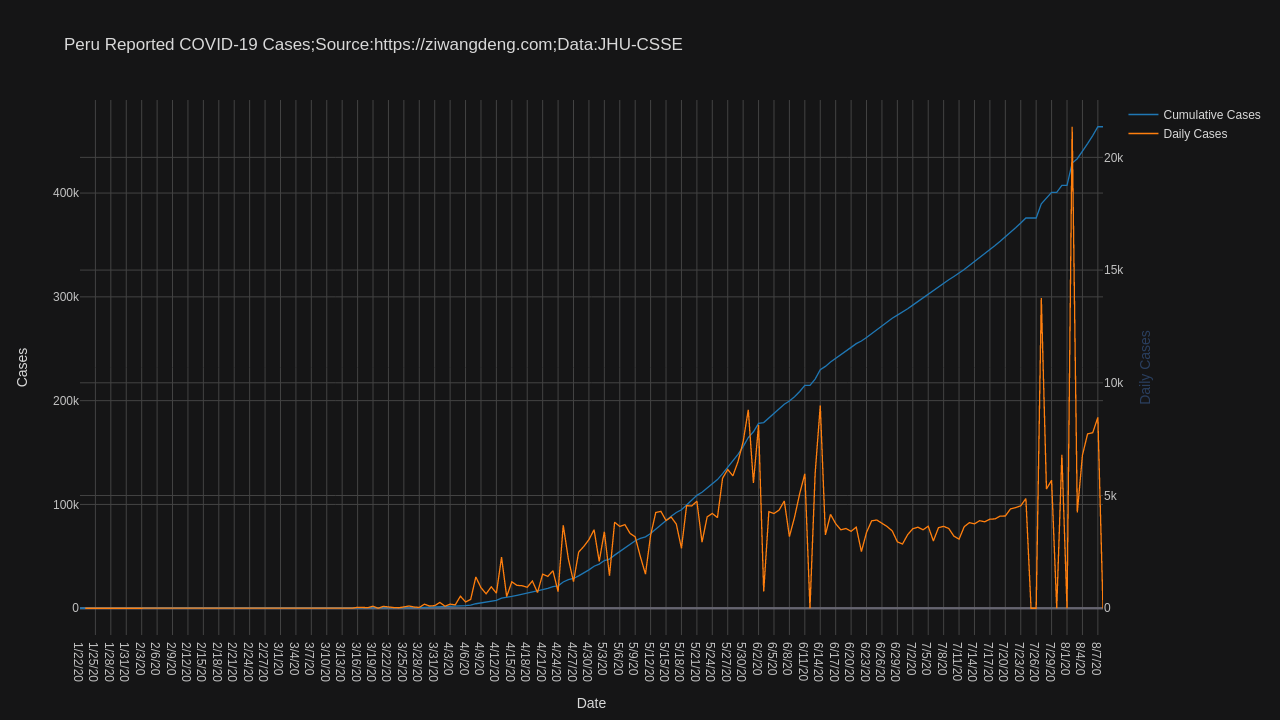 Peru Reported COVID-19 Cases;Source:https://ziwangdeng.com;Data:JHU-CSSE
Cumulative Cases
Daily Cases
20k
400k
15k
300k
Cases
Daily Cases
10k
200k
5k
100k
0
0
1/22/20 1/25/20 1/28/20 1/31/20 2/3/20 2/6/20 2/9/20 2/12/20 2/15/20 2/18/20 2/21/20 2/24/20 2/27/20 3/1/20 3/4/20 3/7/20 3/10/20 3/13/20 3/16/20 3/19/20 3/22/20 3/25/20 3/28/20 3/31/20 4/3/20 4/6/20 4/9/20 4/12/20 4/15/20 4/18/20 4/21/20 4/24/20 4/27/20 4/30/20 5/3/20 5/6/20 5/9/20 5/12/20 5/15/20 5/18/20 5/21/20 5/24/20 5/27/20 5/30/20 6/2/20 6/5/20 6/8/20 6/11/20 6/14/20 6/17/20 6/20/20 6/23/20 6/26/20 6/29/20 7/2/20 7/5/20 7/8/20 7/11/20 7/14/20 7/17/20 7/20/20 7/23/20 7/26/20 7/29/20 8/1/20 8/4/20 8/7/20
Date